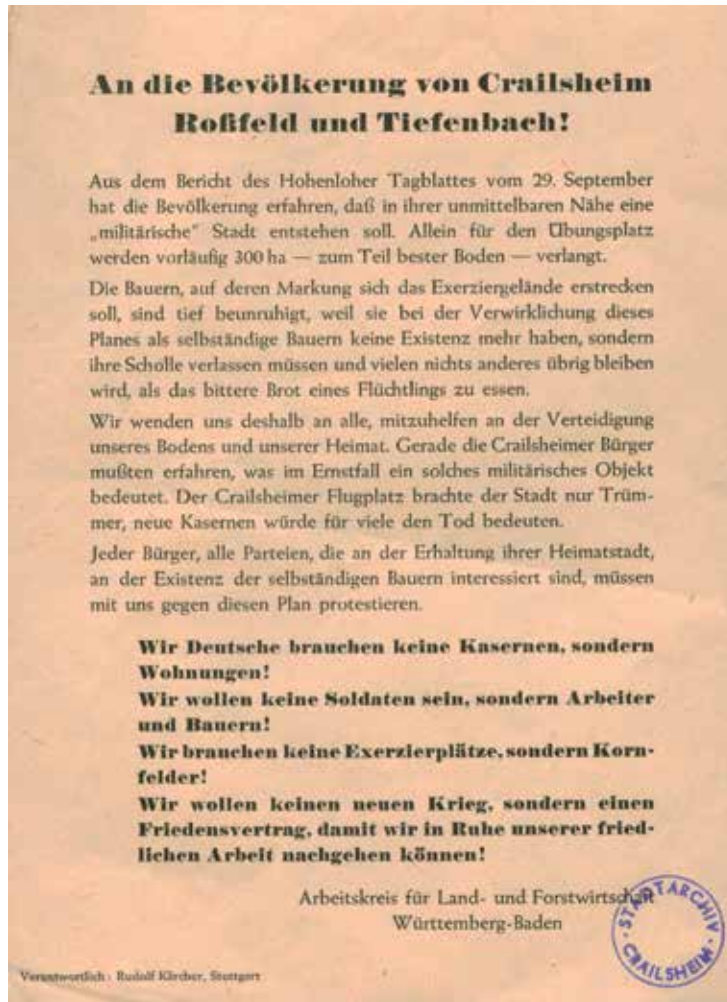 An die Bevölkerung von Crailsheim
Roßfeld und Tiefenbach!
Aus dem Bericht des Hohenloher Tagblattes vom 29. September
hat die Bevölkerung erfahren, daß in ihrer unmittelbaren Nähe eine
„militärische“ Stadt entstehen soll. Allein für den Übungsplatz
werden vorläufig 300 ha — zum Teil bester Boden — verlangt.
Die Bauern, auf deren Markung sich das Exerziergelände erstrecken
soll, sind tief beunruhigt, weil sie bei der Verwirklichung dieses
Planes als selbständige Bauern keine Existenz mehr haben, sondern
ihre Scholle verlassen müssen und vielen nichts anderes übrig bleiben
wird, als das bittere Brot eines Flüchtlings zu essen.
Wir wenden uns deshalb an alle, mitzuhelfen an der Verteidigung
unseres Bodens und unserer Heimat. Gerade die Crailsheimer Bürger
mußten erfahren, was im Ernstfall ein solches militärisches Objekt
bedeutet. Der Crailsheimer Flugplatz brachte der Stadt nur Trüm-
mer, neue Kasernen würde für viele den Tod bedeuten.
Jeder Bürger, alle Parteien, die an der Erhaltung ihrer Heimatstadt,
an der Existenz der selbständigen Bauern interessiert sind, müssen
mit uns gegen diesen Plan protestieren.
Wir Deutsche brauchen keine Kasernen, sondern
Wohnungen!
Wir wollen keine Soldaten sein, sondern Arbeiter
und Bauern!
Wir brauchen keine Exerzierplätze, sondern Korn-
felder!
Wir wollen keinen neuen Krieg, sondern einen
Friedensvertrag, damit wir in Ruhe unserer fried-
lichen Arbeit nachgehen können!
Arbeitskreis für Land- und Forstwirtschaft
Württemberg-Baden
STADTARCHIV
CRAILSHEIM
Verantwortlich: Rudolf Kärcher, Stuttgart